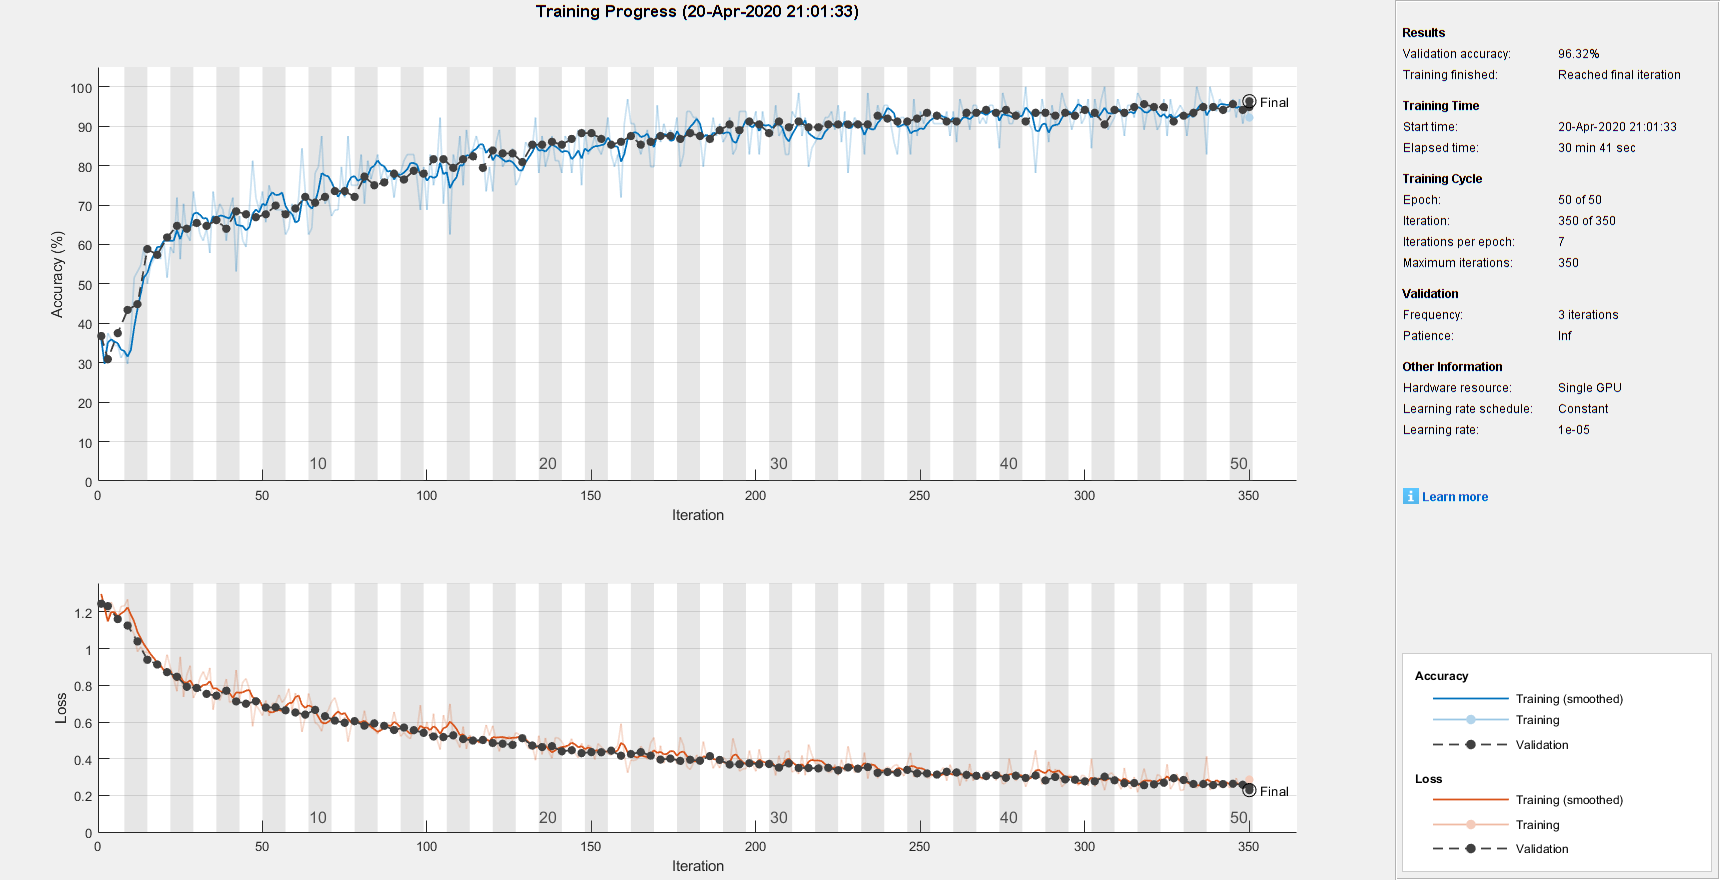 Training Progress (20-Apr-2020 21:01:33)
100
90
80
70
60
50
40
30
20
10
0
Accuracy (%)
Final
10 20 30 40 50
0 50 100 150 200 250 300 350
Iteration
1.2
1
0.8
0.6
0.4
0.2
0
Loss
Final
10 20 30 40 50
0 50 100 150 200 250 300 350
Iteration
Results
Validation accuracy: 96.32%
Training finished: Reached final iteration
Training Time
Start time: 20-Apr-2020 21:01:33
Elapsed time: 30 min 41 sec
Training Cycle
Epoch: 50 of 50
Iteration: 350 of 350
Iterations per epoch: 7
Maximum iterations: 350
Validation
Frequency: 3 iterations
Patience: Inf
Other Information
Hardware resource: Single GPU
Learning rate schedule: Constant
Learning rate: 1e-05
i Learn more
Accuracy
Training (smoothed)
Training
Validation
Loss
Training (smoothed)
Training
Validation